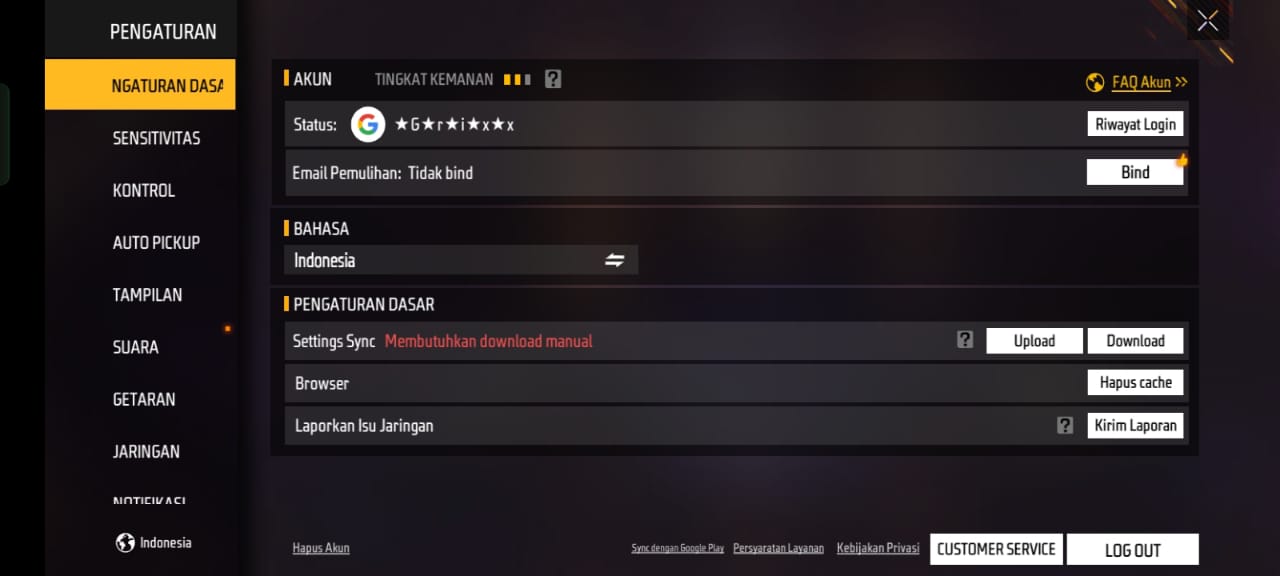 PENGATURAN
NGATURAN DASA
SENSITIVITAS
KONTROL
AUTO PICKUP
TAMPILAN
SUARA
GETARAN
JARINGAN
NOTIFIKASI
Indonesia
AKUN TINGKAT KEMANAN ? FAQ Akun >>
Status: G ★G★r★i★x★x Riwayat Login
Email Pemulihan: Tidak bind Bind
BAHASA
Indonesia
PENGATURAN DASAR
Settings Sync Membutuhkan download manual ? Upload Download
Browser Hapus cache
Laporkan Isu Jaringan ? Kirim Laporan
Hapus Akun Sync dengan Google Play Persyaratan Layanan Kebijakan Privasi CUSTOMER SERVICE LOG OUT